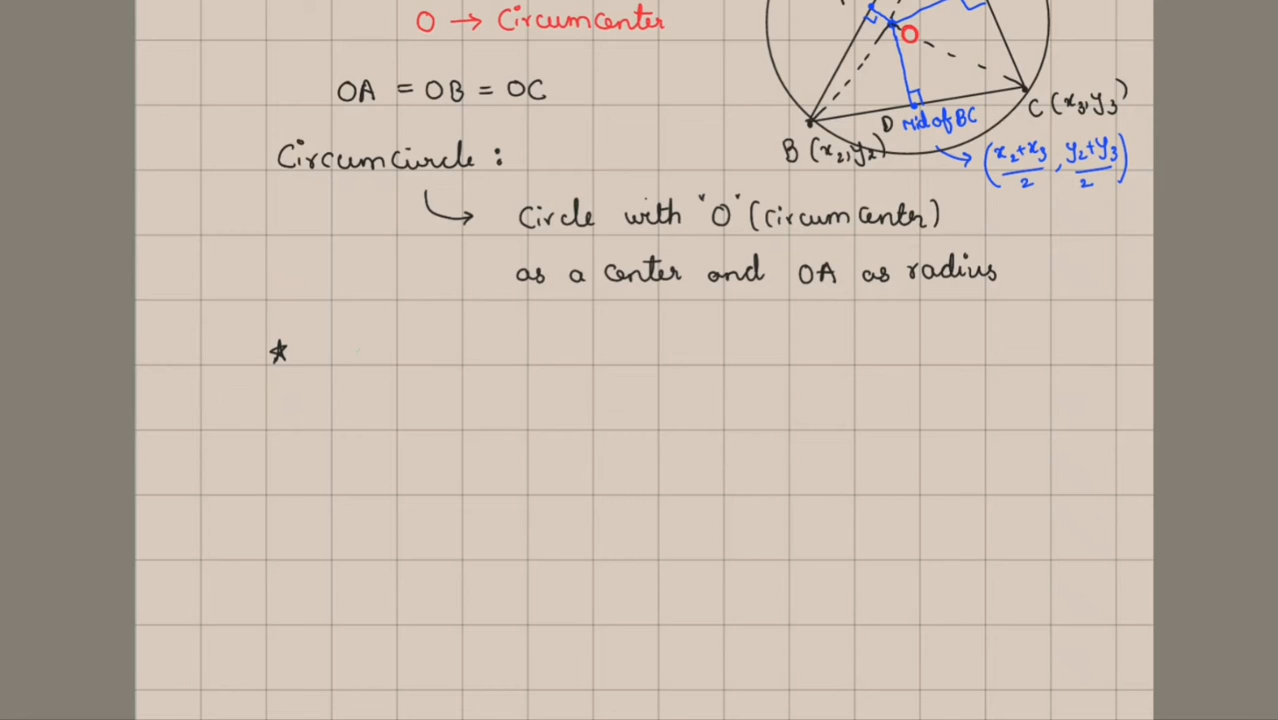 O → Circumcenter
O
OA = OB = OC
C (x₃, y₃)
D Mid of BC
B (x₂, y₂)
Circumcircle :
(x₂+x₃/2 , y₂+y₃/2)
↳ Circle with "O" (Circumcenter)
as a center and OA as radius
★